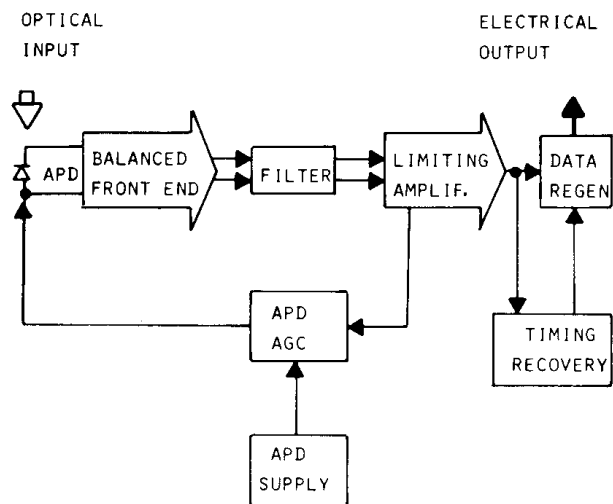 OPTICAL
INPUT
ELECTRICAL
OUTPUT
APD
BALANCED
FRONT END
FILTER
LIMITING
AMPLIF.
DATA
REGEN
APD
AGC
TIMING
RECOVERY
APD
SUPPLY